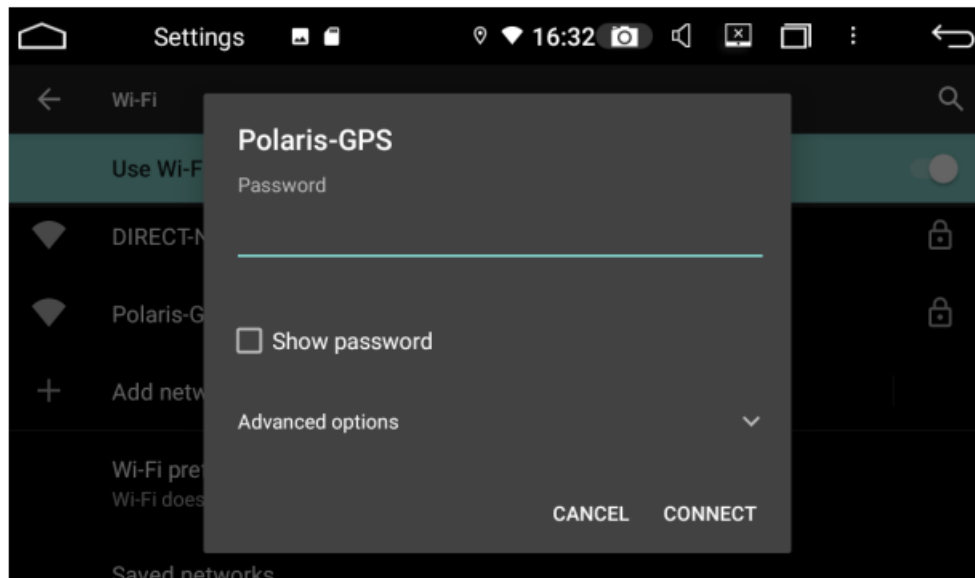 Settings 16:32
Wi-Fi
Polaris-GPS
Use Wi-F
Password
DIRECT-N
Polaris-G
Show password
Add netw
Advanced options
Wi-Fi pref
Wi-Fi does
CANCEL CONNECT
Saved networks